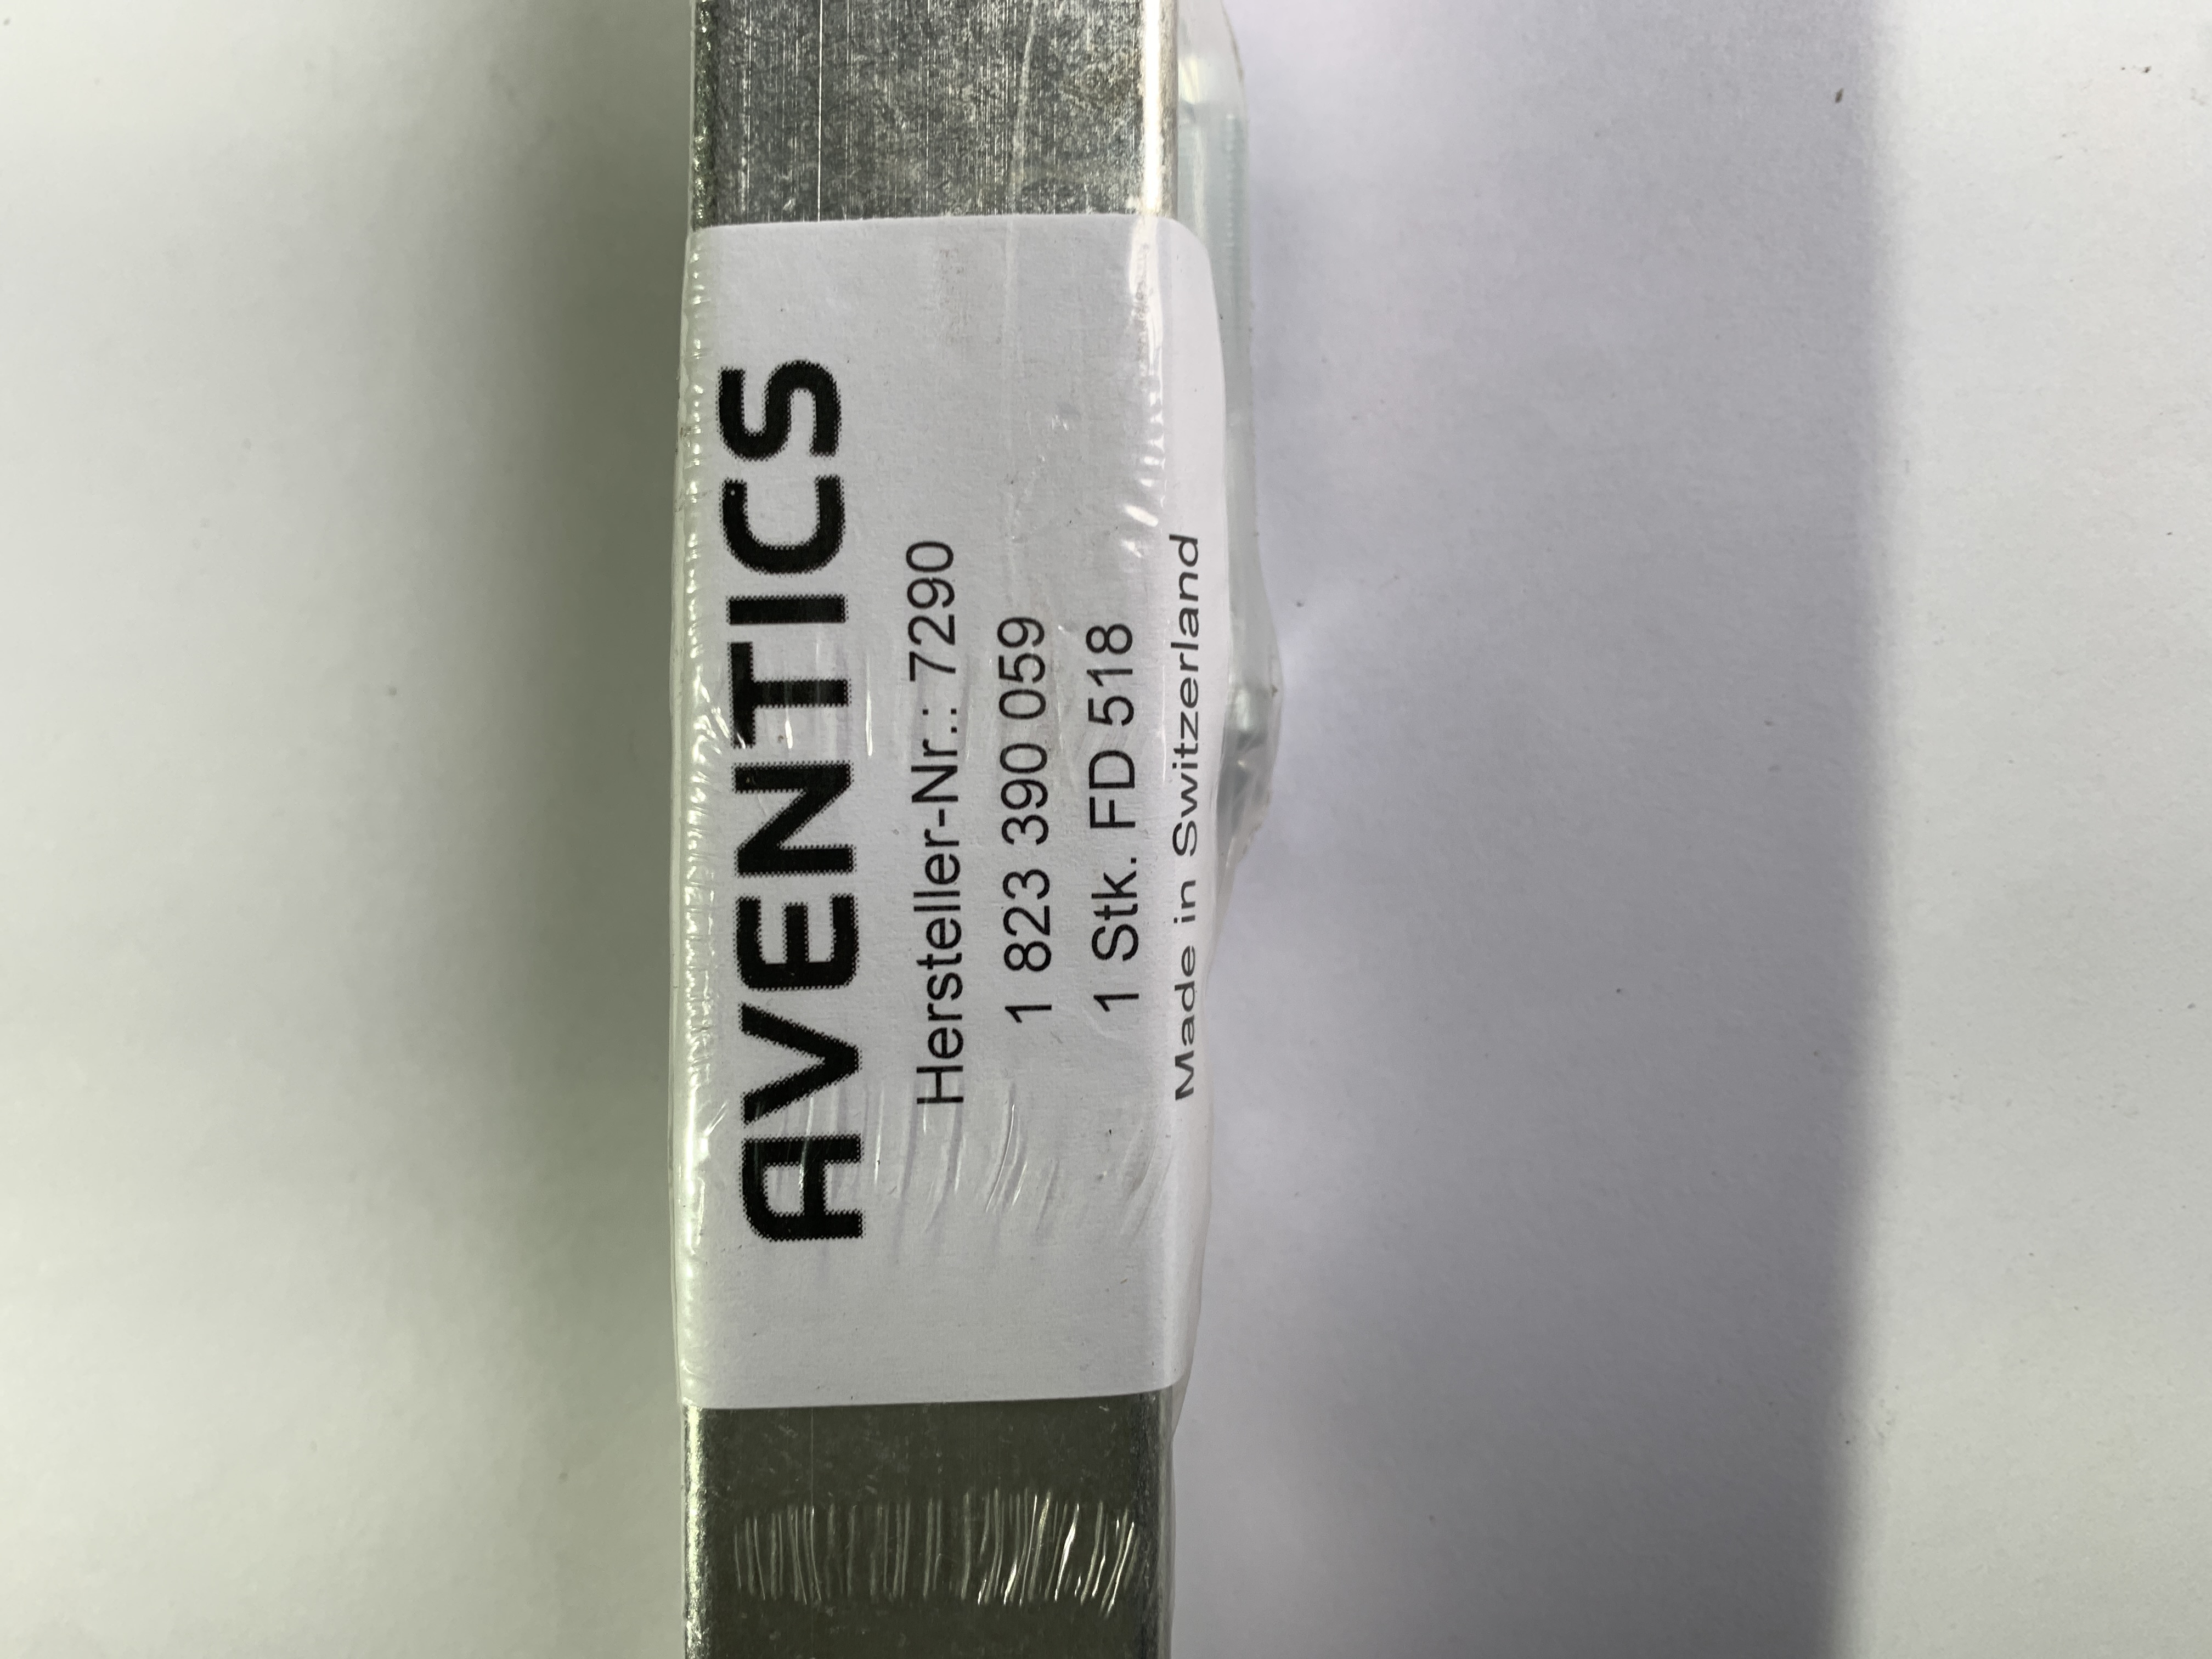 AVENTICS
Hersteller-Nr.: 7290
1 823 390 059
1 Stk. FD 518
Made in Switzerland